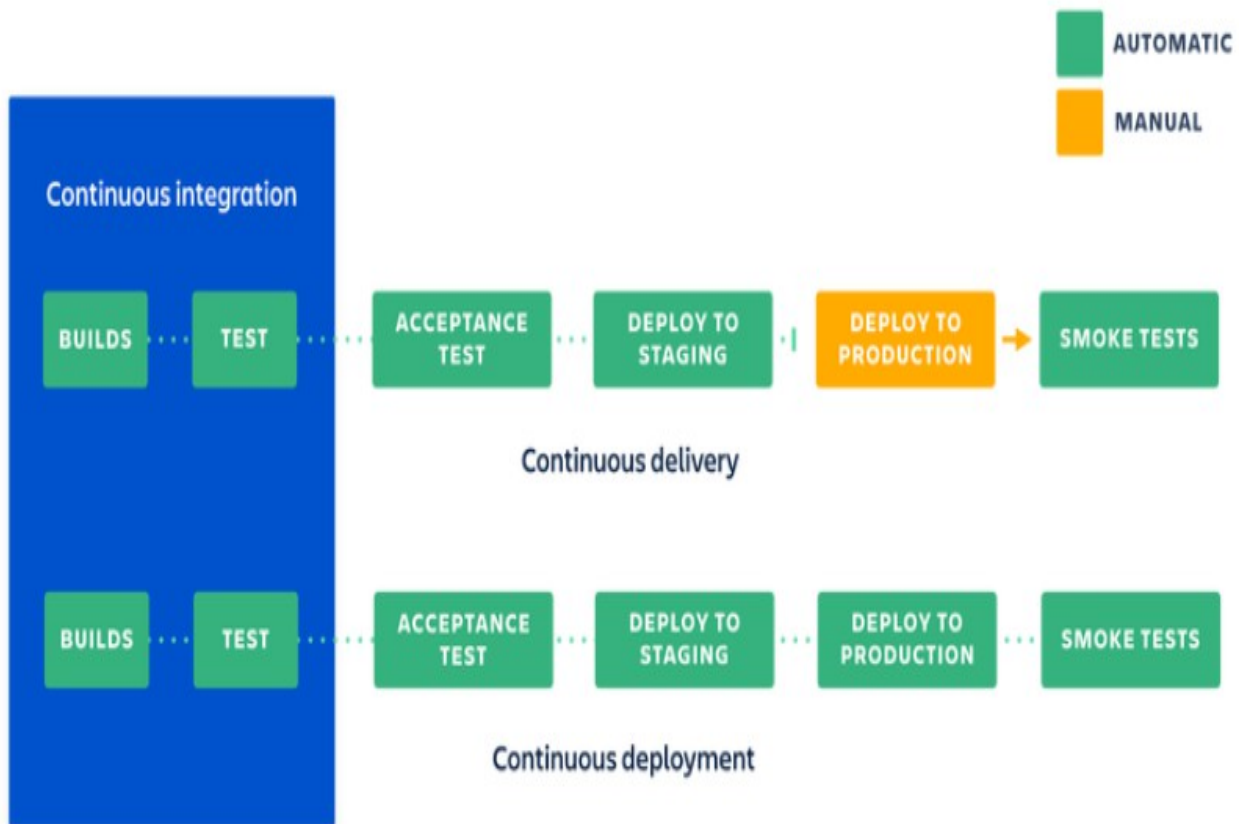 AUTOMATIC
MANUAL
Continuous integration
BUILDS
TEST
ACCEPTANCE
TEST
DEPLOY TO
STAGING
DEPLOY TO
PRODUCTION
SMOKE TESTS
Continuous delivery
BUILDS
TEST
ACCEPTANCE
TEST
DEPLOY TO
STAGING
DEPLOY TO
PRODUCTION
SMOKE TESTS
Continuous deployment